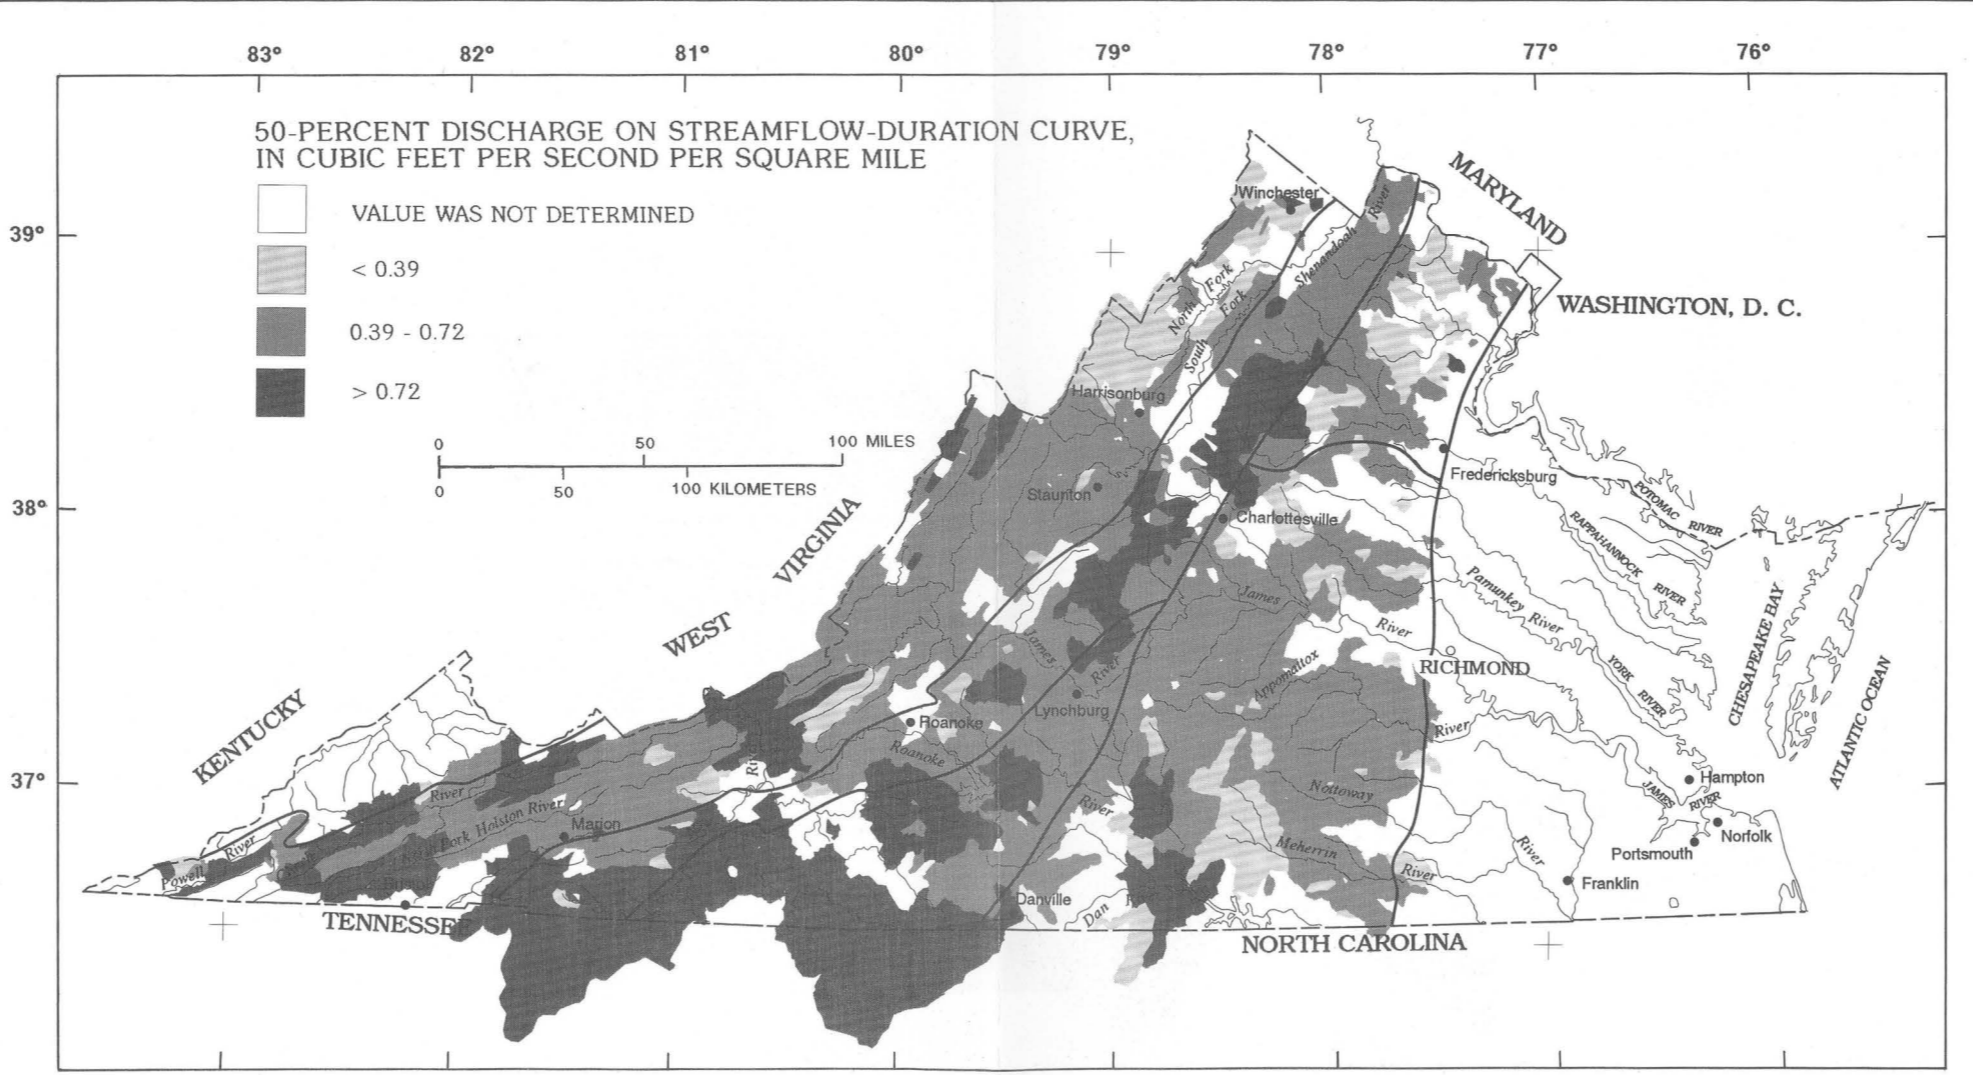 83° 82° 81° 80° 79° 78° 77° 76°
50-PERCENT DISCHARGE ON STREAMFLOW-DURATION CURVE,
IN CUBIC FEET PER SECOND PER SQUARE MILE
VALUE WAS NOT DETERMINED
< 0.39
0.39 - 0.72
> 0.72
0 50 100 MILES
0 50 100 KILOMETERS
39°
38°
37°
MARYLAND
WASHINGTON, D. C.
Winchester
River
Shenandoah
North Fork
South Fork
Harrisonburg
Staunton
Charlottesville
Fredericksburg
POTOMAC RIVER
RAPPAHANNOCK RIVER
Pamunkey River
YORK RIVER
CHESAPEAKE BAY
ATLANTIC OCEAN
WEST VIRGINIA
KENTUCKY
James River
James River
RICHMOND
Appomattox
River
Lynchburg
Roanoke
Roanoke
River
River
Hampton
JAMES RIVER
Norfolk
Portsmouth
Franklin
River
Nottoway
Meherrin River
River
Fork Holston River
Marion
Powell River
Danville
Dan
TENNESSEE
NORTH CAROLINA